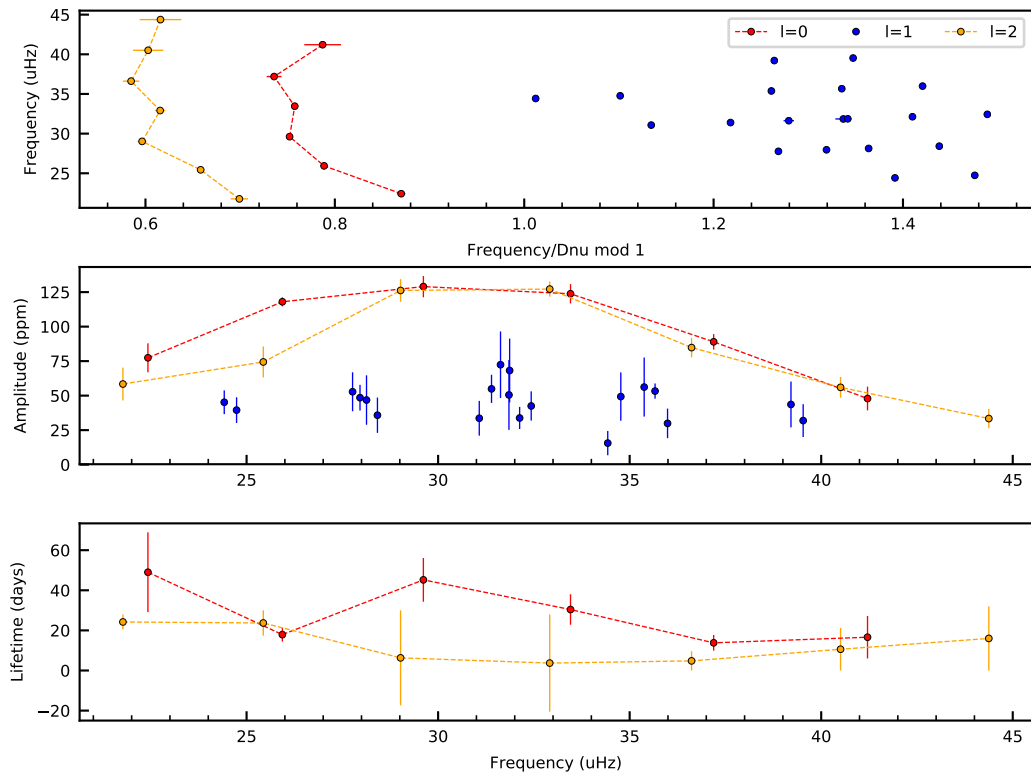 45
40
35
30
25
Frequency (uHz)
l=0 l=1 l=2
0.6 0.8 1.0 1.2 1.4
Frequency/Dnu mod 1
125
100
75
50
25
0
Amplitude (ppm)
25 30 35 40 45
60
40
20
0
−20
Lifetime (days)
25 30 35 40 45
Frequency (uHz)